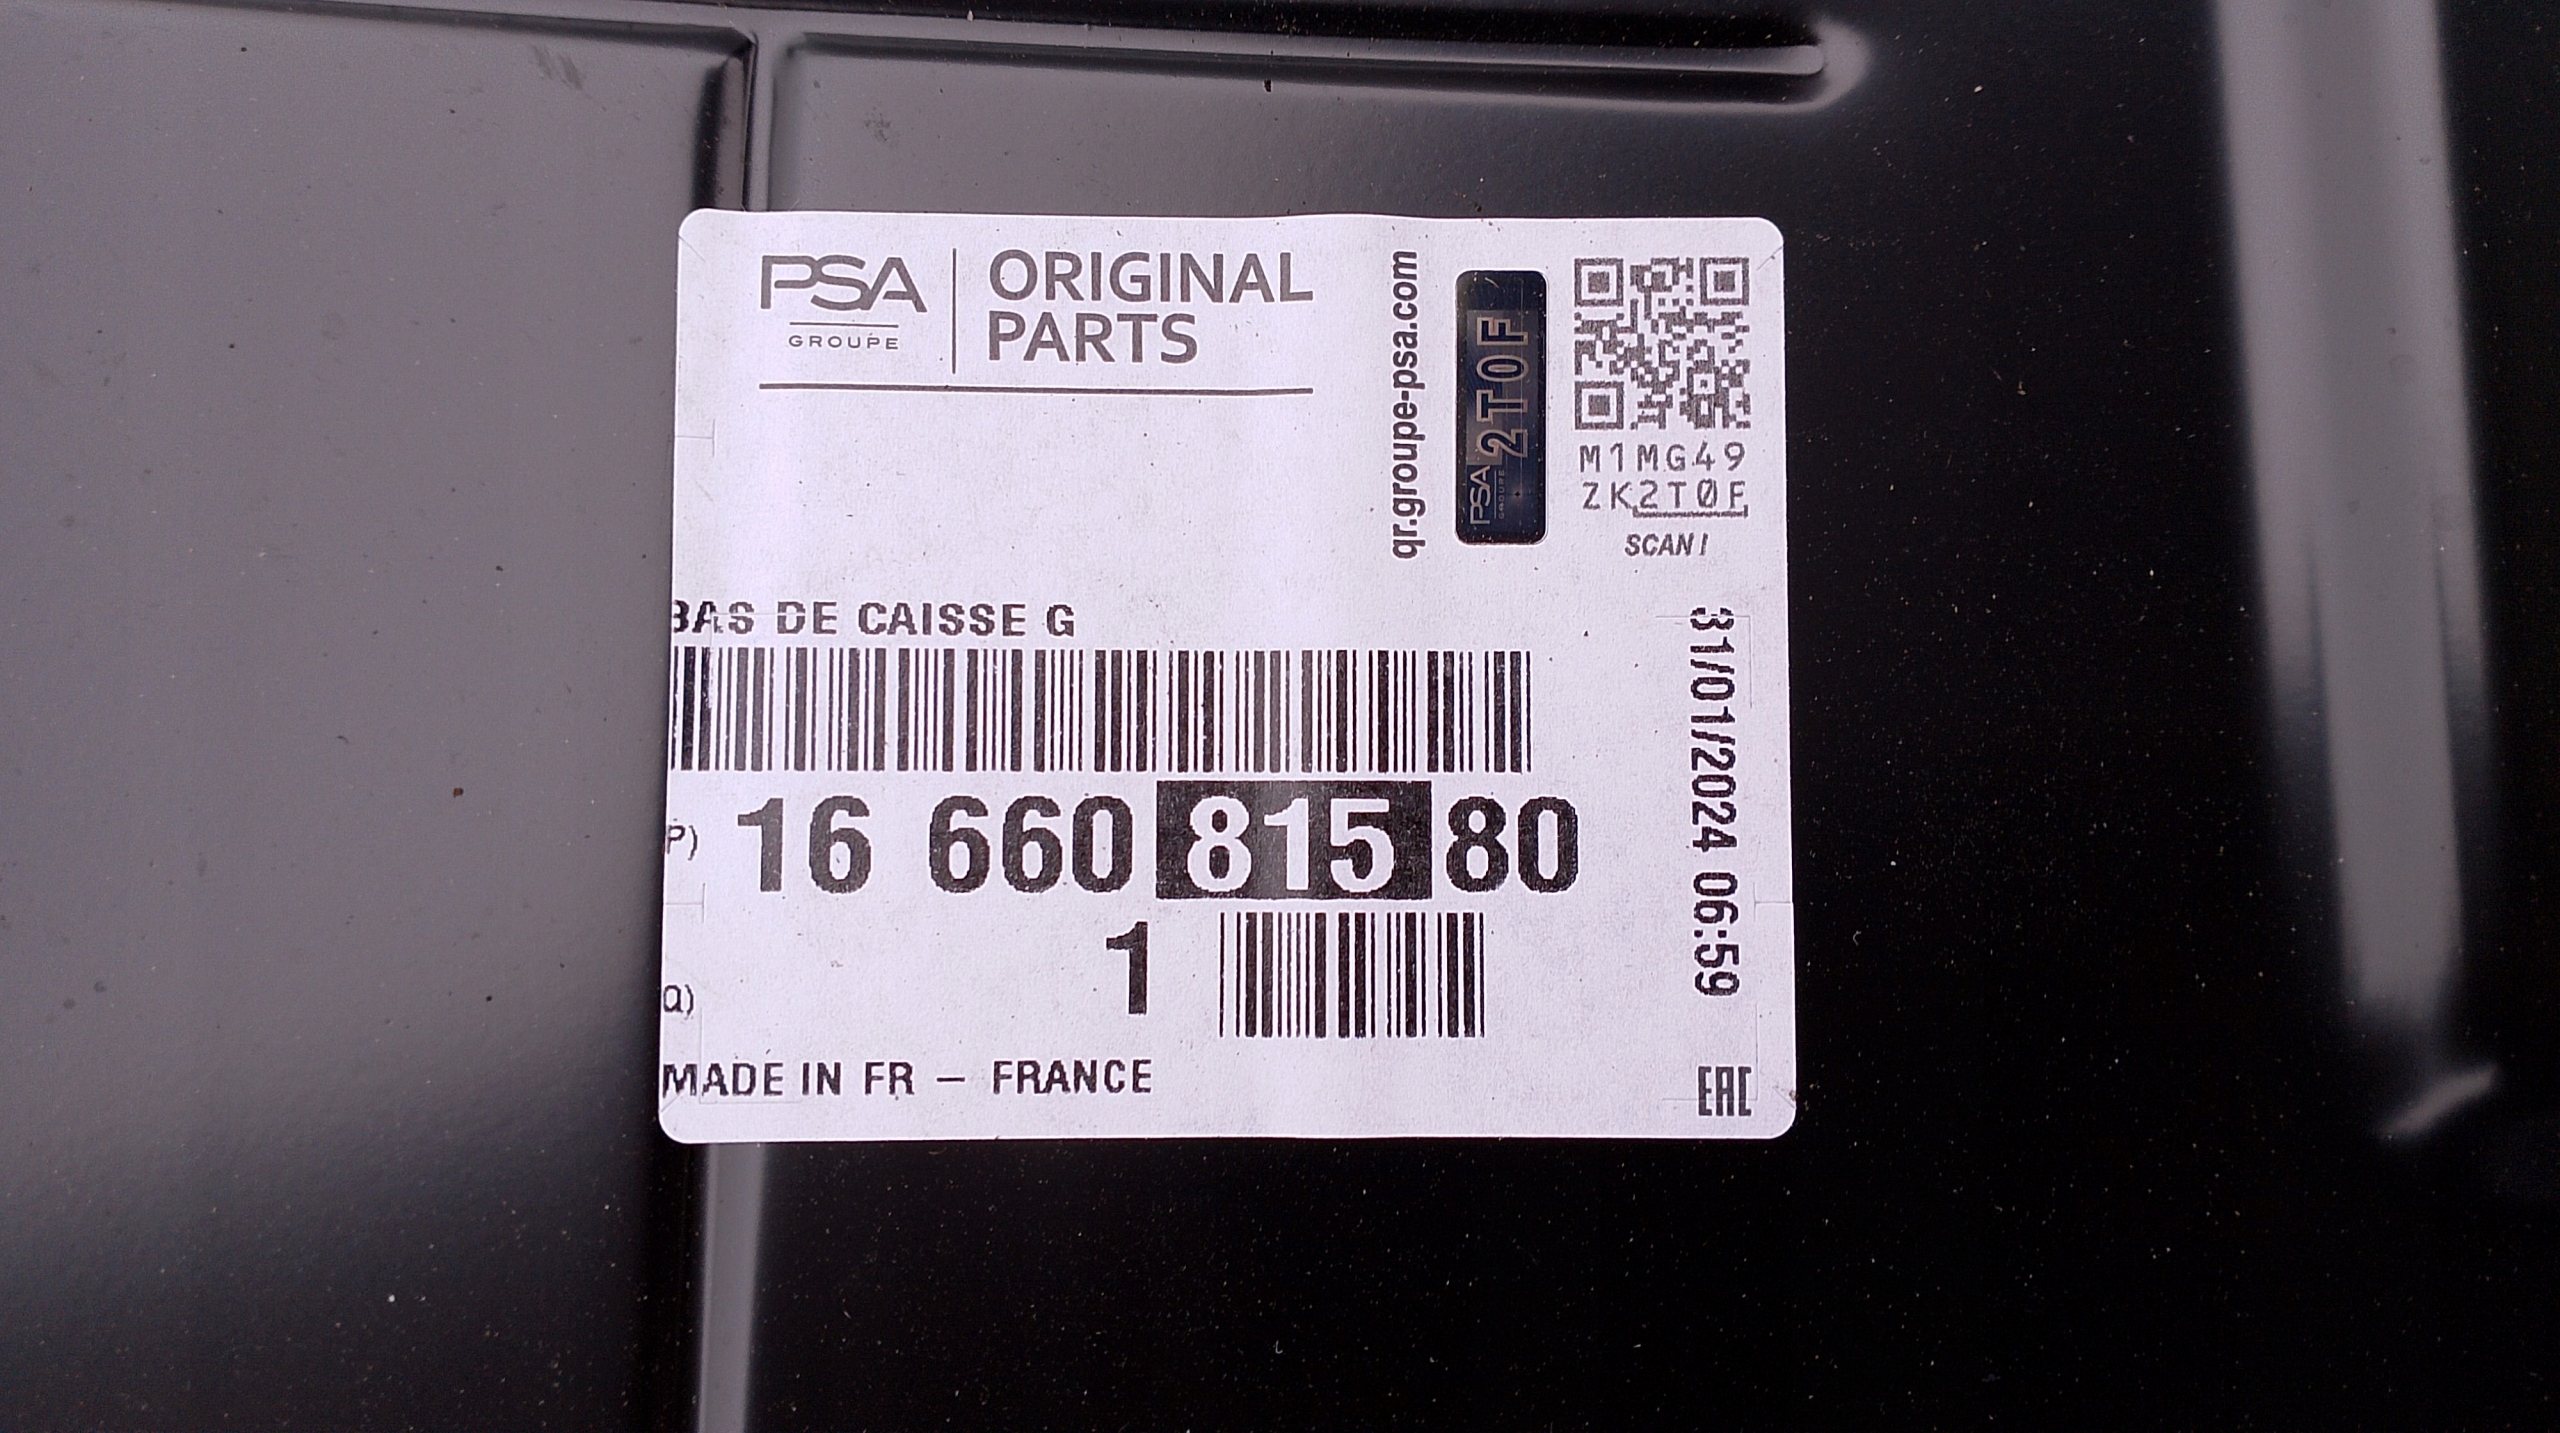 PSA
GROUPE
ORIGINAL
PARTS
qr.groupe-psa.com
PSA
GROUPE
2T0F
M1MG49
ZK2T0F
SCAN!
BAS DE CAISSE G
P) 16 660 815 80
Q) 1
31/01/2024 06:59
MADE IN FR – FRANCE
EAC